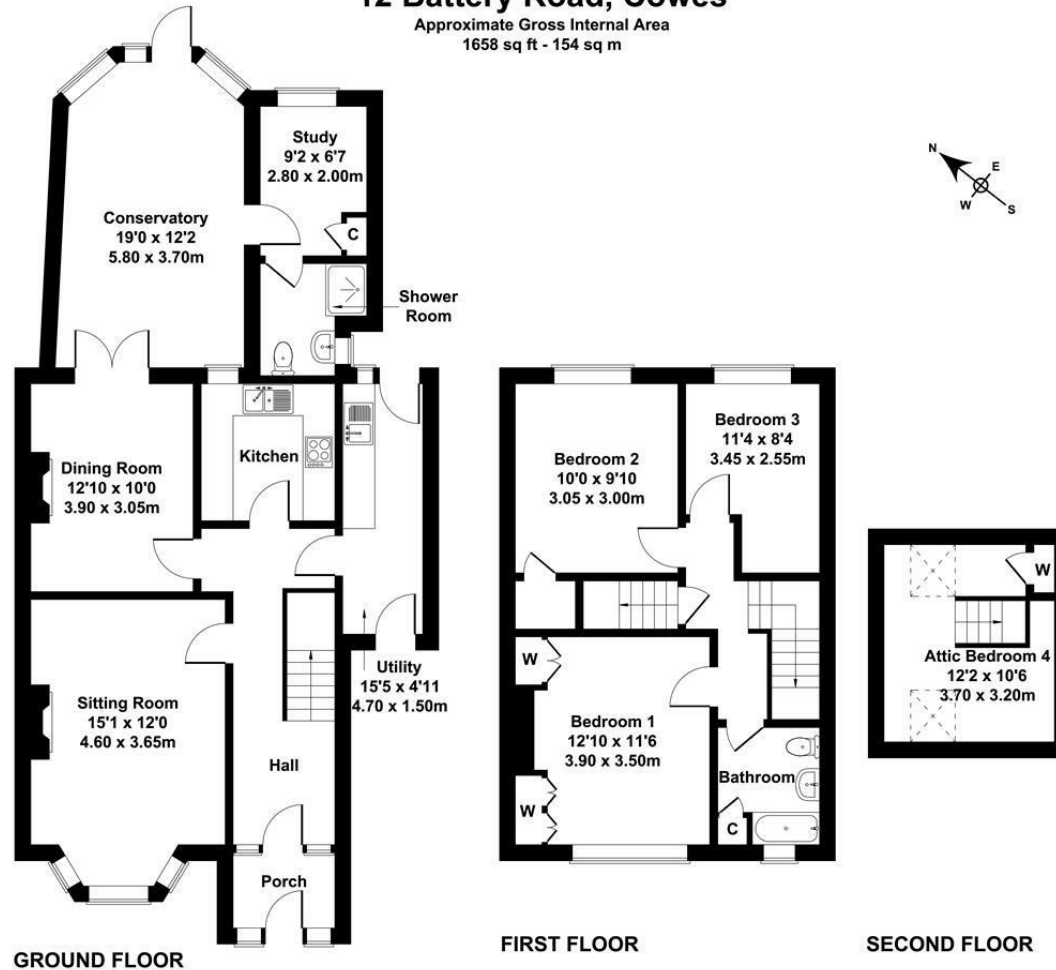 12 Battery Road, Cowes
Approximate Gross Internal Area
1658 sq ft - 154 sq m
N
E
W
S
Study
9'2 x 6'7
2.80 x 2.00m
C
Conservatory
19'0 x 12'2
5.80 x 3.70m
Shower
Room
Kitchen
Dining Room
12'10 x 10'0
3.90 x 3.05m
Utility
15'5 x 4'11
4.70 x 1.50m
Sitting Room
15'1 x 12'0
4.60 x 3.65m
Hall
Porch
GROUND FLOOR
Bedroom 2
10'0 x 9'10
3.05 x 3.00m
Bedroom 3
11'4 x 8'4
3.45 x 2.55m
W
Bedroom 1
12'10 x 11'6
3.90 x 3.50m
W
Bathroom
C
FIRST FLOOR
W
Attic Bedroom 4
12'2 x 10'6
3.70 x 3.20m
SECOND FLOOR